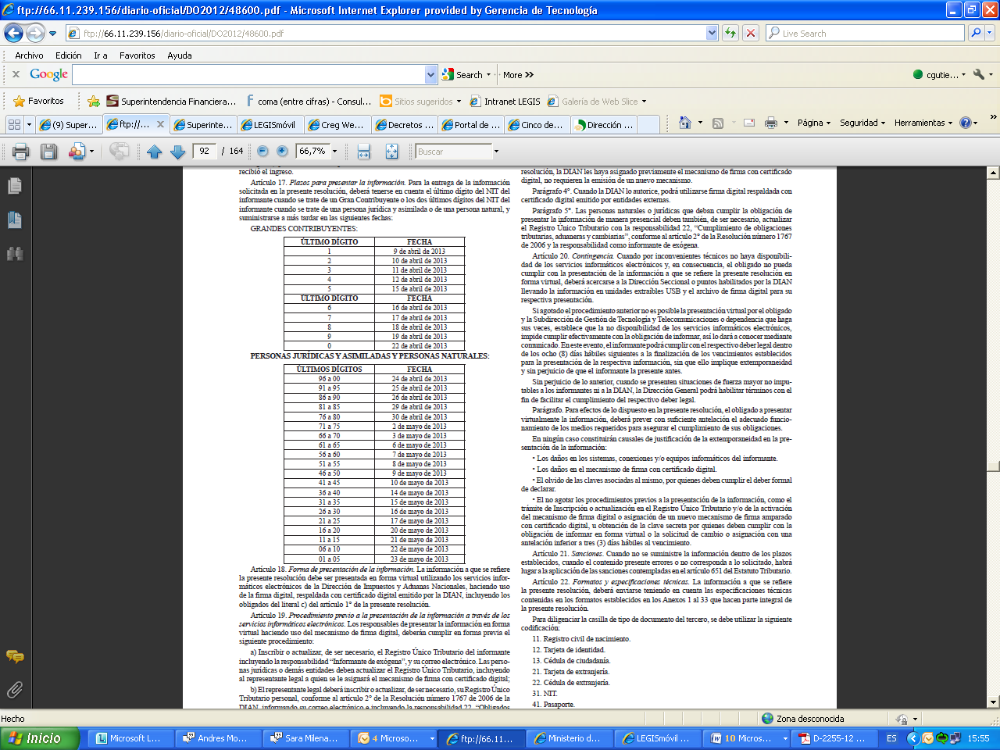 ftp://66.11.239.156/diario-oficial/DO2012/48600.pdf - Microsoft Internet Explorer provided by Gerencia de Tecnología
ftp://66.11.239.156/diario-oficial/DO2012/48600.pdf
Live Search
Archivo Edición Ir a Favoritos Ayuda
Google Search More » cgutie...
Favoritos Superintendencia Financiera... coma (entre cifras) - Consul... Sitios sugeridos Intranet LEGIS Galería de Web Slice
(9) Super... ftp://... Superinte... LEGISmóvil Creg We... Decretos ... Portal de ... Cinco de... Dirección ... Página Seguridad Herramientas
92 / 164 66,7% Buscar
recibió el ingreso.
Artículo 17. Plazos para presentar la información. Para la entrega de la información
solicitada en la presente resolución, deberá tenerse en cuenta el último dígito del NIT del
informante cuando se trate de un Gran Contribuyente o los dos últimos dígitos del NIT del
informante cuando se trate de una persona jurídica y asimilada o de una persona natural, y
suministrarse a más tardar en las siguientes fechas:
GRANDES CONTRIBUYENTES:
ÚLTIMO DÍGITO FECHA
1 9 de abril de 2013
2 10 de abril de 2013
3 11 de abril de 2013
4 12 de abril de 2013
5 15 de abril de 2013
ÚLTIMO DÍGITO FECHA
6 16 de abril de 2013
7 17 de abril de 2013
8 18 de abril de 2013
9 19 de abril de 2013
0 22 de abril de 2013
PERSONAS JURÍDICAS Y ASIMILADAS Y PERSONAS NATURALES:
ÚLTIMOS DÍGITOS FECHA
96 a 00 24 de abril de 2013
91 a 95 25 de abril de 2013
86 a 90 26 de abril de 2013
81 a 85 29 de abril de 2013
76 a 80 30 de abril de 2013
71 a 75 2 de mayo de 2013
66 a 70 3 de mayo de 2013
61 a 65 6 de mayo de 2013
56 a 60 7 de mayo de 2013
51 a 55 8 de mayo de 2013
46 a 50 9 de mayo de 2013
41 a 45 10 de mayo de 2013
36 a 40 14 de mayo de 2013
31 a 35 15 de mayo de 2013
26 a 30 16 de mayo de 2013
21 a 25 17 de mayo de 2013
16 a 20 20 de mayo de 2013
11 a 15 21 de mayo de 2013
06 a 10 22 de mayo de 2013
01 a 05 23 de mayo de 2013
Artículo 18. Forma de presentación de la información. La información a que se refiere
la presente resolución debe ser presentada en forma virtual utilizando los servicios infor-
máticos electrónicos de la Dirección de Impuestos y Aduanas Nacionales, haciendo uso
de la firma digital, respaldada con certificado digital emitido por la DIAN, incluyendo los
obligados del literal c) del artículo 1° de la presente resolución.
Artículo 19. Procedimiento previo a la presentación de la información a través de los
servicios informáticos electrónicos. Los responsables de presentar la información en forma
virtual haciendo uso del mecanismo de firma digital, deberán cumplir en forma previa el
siguiente procedimiento:
a) Inscribir o actualizar, de ser necesario, el Registro Único Tributario del informante
incluyendo la responsabilidad "Informante de exógena", y su correo electrónico. Las perso-
nas jurídicas o demás entidades deben actualizar el Registro Único Tributario, incluyendo
al representante legal a quien se le asignará el mecanismo de firma con certificado digital;
b) El representante legal deberá inscribir o actualizar, de ser necesario, su Registro Único
Tributario personal, conforme al artículo 2° de la Resolución número 1767 de 2006 de la
DIAN, informando su correo electrónico e incluyendo la responsabilidad 22, "Obligados
resolución, la DIAN les haya asignado previamente el mecanismo de firma con certificado
digital, no requieren la emisión de un nuevo mecanismo.
Parágrafo 4°. Cuando la DIAN lo autorice, podrá utilizarse firma digital respaldada con
certificado digital emitido por entidades externas.
Parágrafo 5°. Las personas naturales o jurídicas que deban cumplir la obligación de
presentar la información de manera presencial deben también, de ser necesario, actualizar
el Registro Único Tributario con la responsabilidad 22, "Cumplimiento de obligaciones
tributarias, aduaneras y cambiarias", conforme al artículo 2° de la Resolución número 1767
de 2006 y la responsabilidad como informante de exógena.
Artículo 20. Contingencia. Cuando por inconvenientes técnicos no haya disponibili-
dad de los servicios informáticos electrónicos y, en consecuencia, el obligado no pueda
cumplir con la presentación de la información a que se refiere la presente resolución en
forma virtual, deberá acercarse a la Dirección Seccional o puntos habilitados por la DIAN
llevando la información en unidades extraíbles USB y el archivo de firma digital para su
respectiva presentación.
Si agotado el procedimiento anterior no es posible la presentación virtual por el obligado
y la Subdirección de Gestión de Tecnología y Telecomunicaciones o dependencia que haga
sus veces, establece que la no disponibilidad de los servicios informáticos electrónicos,
impide cumplir efectivamente con la obligación de informar, así lo dará a conocer mediante
comunicado. En este evento, el informante podrá cumplir con el respectivo deber legal dentro
de los ocho (8) días hábiles siguientes a la finalización de los vencimientos establecidos
para la presentación de la respectiva información, sin que ello implique extemporaneidad
y sin perjuicio de que el informante la presente antes.
Sin perjuicio de lo anterior, cuando se presenten situaciones de fuerza mayor no impu-
tables a los informantes ni a la DIAN, la Dirección General podrá habilitar términos con el
fin de facilitar el cumplimiento del respectivo deber legal.
Parágrafo. Para efectos de lo dispuesto en la presente resolución, el obligado a presentar
virtualmente la información, deberá prever con suficiente antelación el adecuado funcio-
namiento de los medios requeridos para asegurar el cumplimiento de sus obligaciones.
En ningún caso constituirán causales de justificación de la extemporaneidad en la pre-
sentación de la información:
• Los daños en los sistemas, conexiones y/o equipos informáticos del informante.
• Los daños en el mecanismo de firma con certificado digital.
• El olvido de las claves asociadas al mismo, por quienes deben cumplir el deber formal
de declarar.
• El no agotar los procedimientos previos a la presentación de la información, como el
trámite de Inscripción o actualización en el Registro Único Tributario y/o de la activación
del mecanismo de firma digital o asignación de un nuevo mecanismo de firma amparado
con certificado digital, u obtención de la clave secreta por quienes deben cumplir con la
obligación de informar en forma virtual o la solicitud de cambio o asignación con una
antelación inferior a tres (3) días hábiles al vencimiento.
Artículo 21. Sanciones. Cuando no se suministre la información dentro de los plazos
establecidos, cuando el contenido presente errores o no corresponda a lo solicitado, habrá
lugar a la aplicación de las sanciones contempladas en el artículo 651 del Estatuto Tributario.
Artículo 22. Formatos y especificaciones técnicas. La información a que se refiere
la presente resolución, deberá enviarse teniendo en cuenta las especificaciones técnicas
contenidas en los formatos establecidos en los Anexos 1 al 33 que hacen parte integral de
la presente resolución.
Para diligenciar la casilla de tipo de documento del tercero, se debe utilizar la siguiente
codificación:
11. Registro civil de nacimiento.
12. Tarjeta de identidad.
13. Cédula de ciudadanía.
21. Tarjeta de extranjería.
22. Cédula de extranjería.
31. NIT.
41. Pasaporte.
Hecho Zona desconocida
Inicio Microsoft L... Andres Mo... Sara Milena... 4 Microso... ftp://66.11... Ministerio d... LEGISmóvil ... 10 Micros... D-2255-12 ... ES 15:55